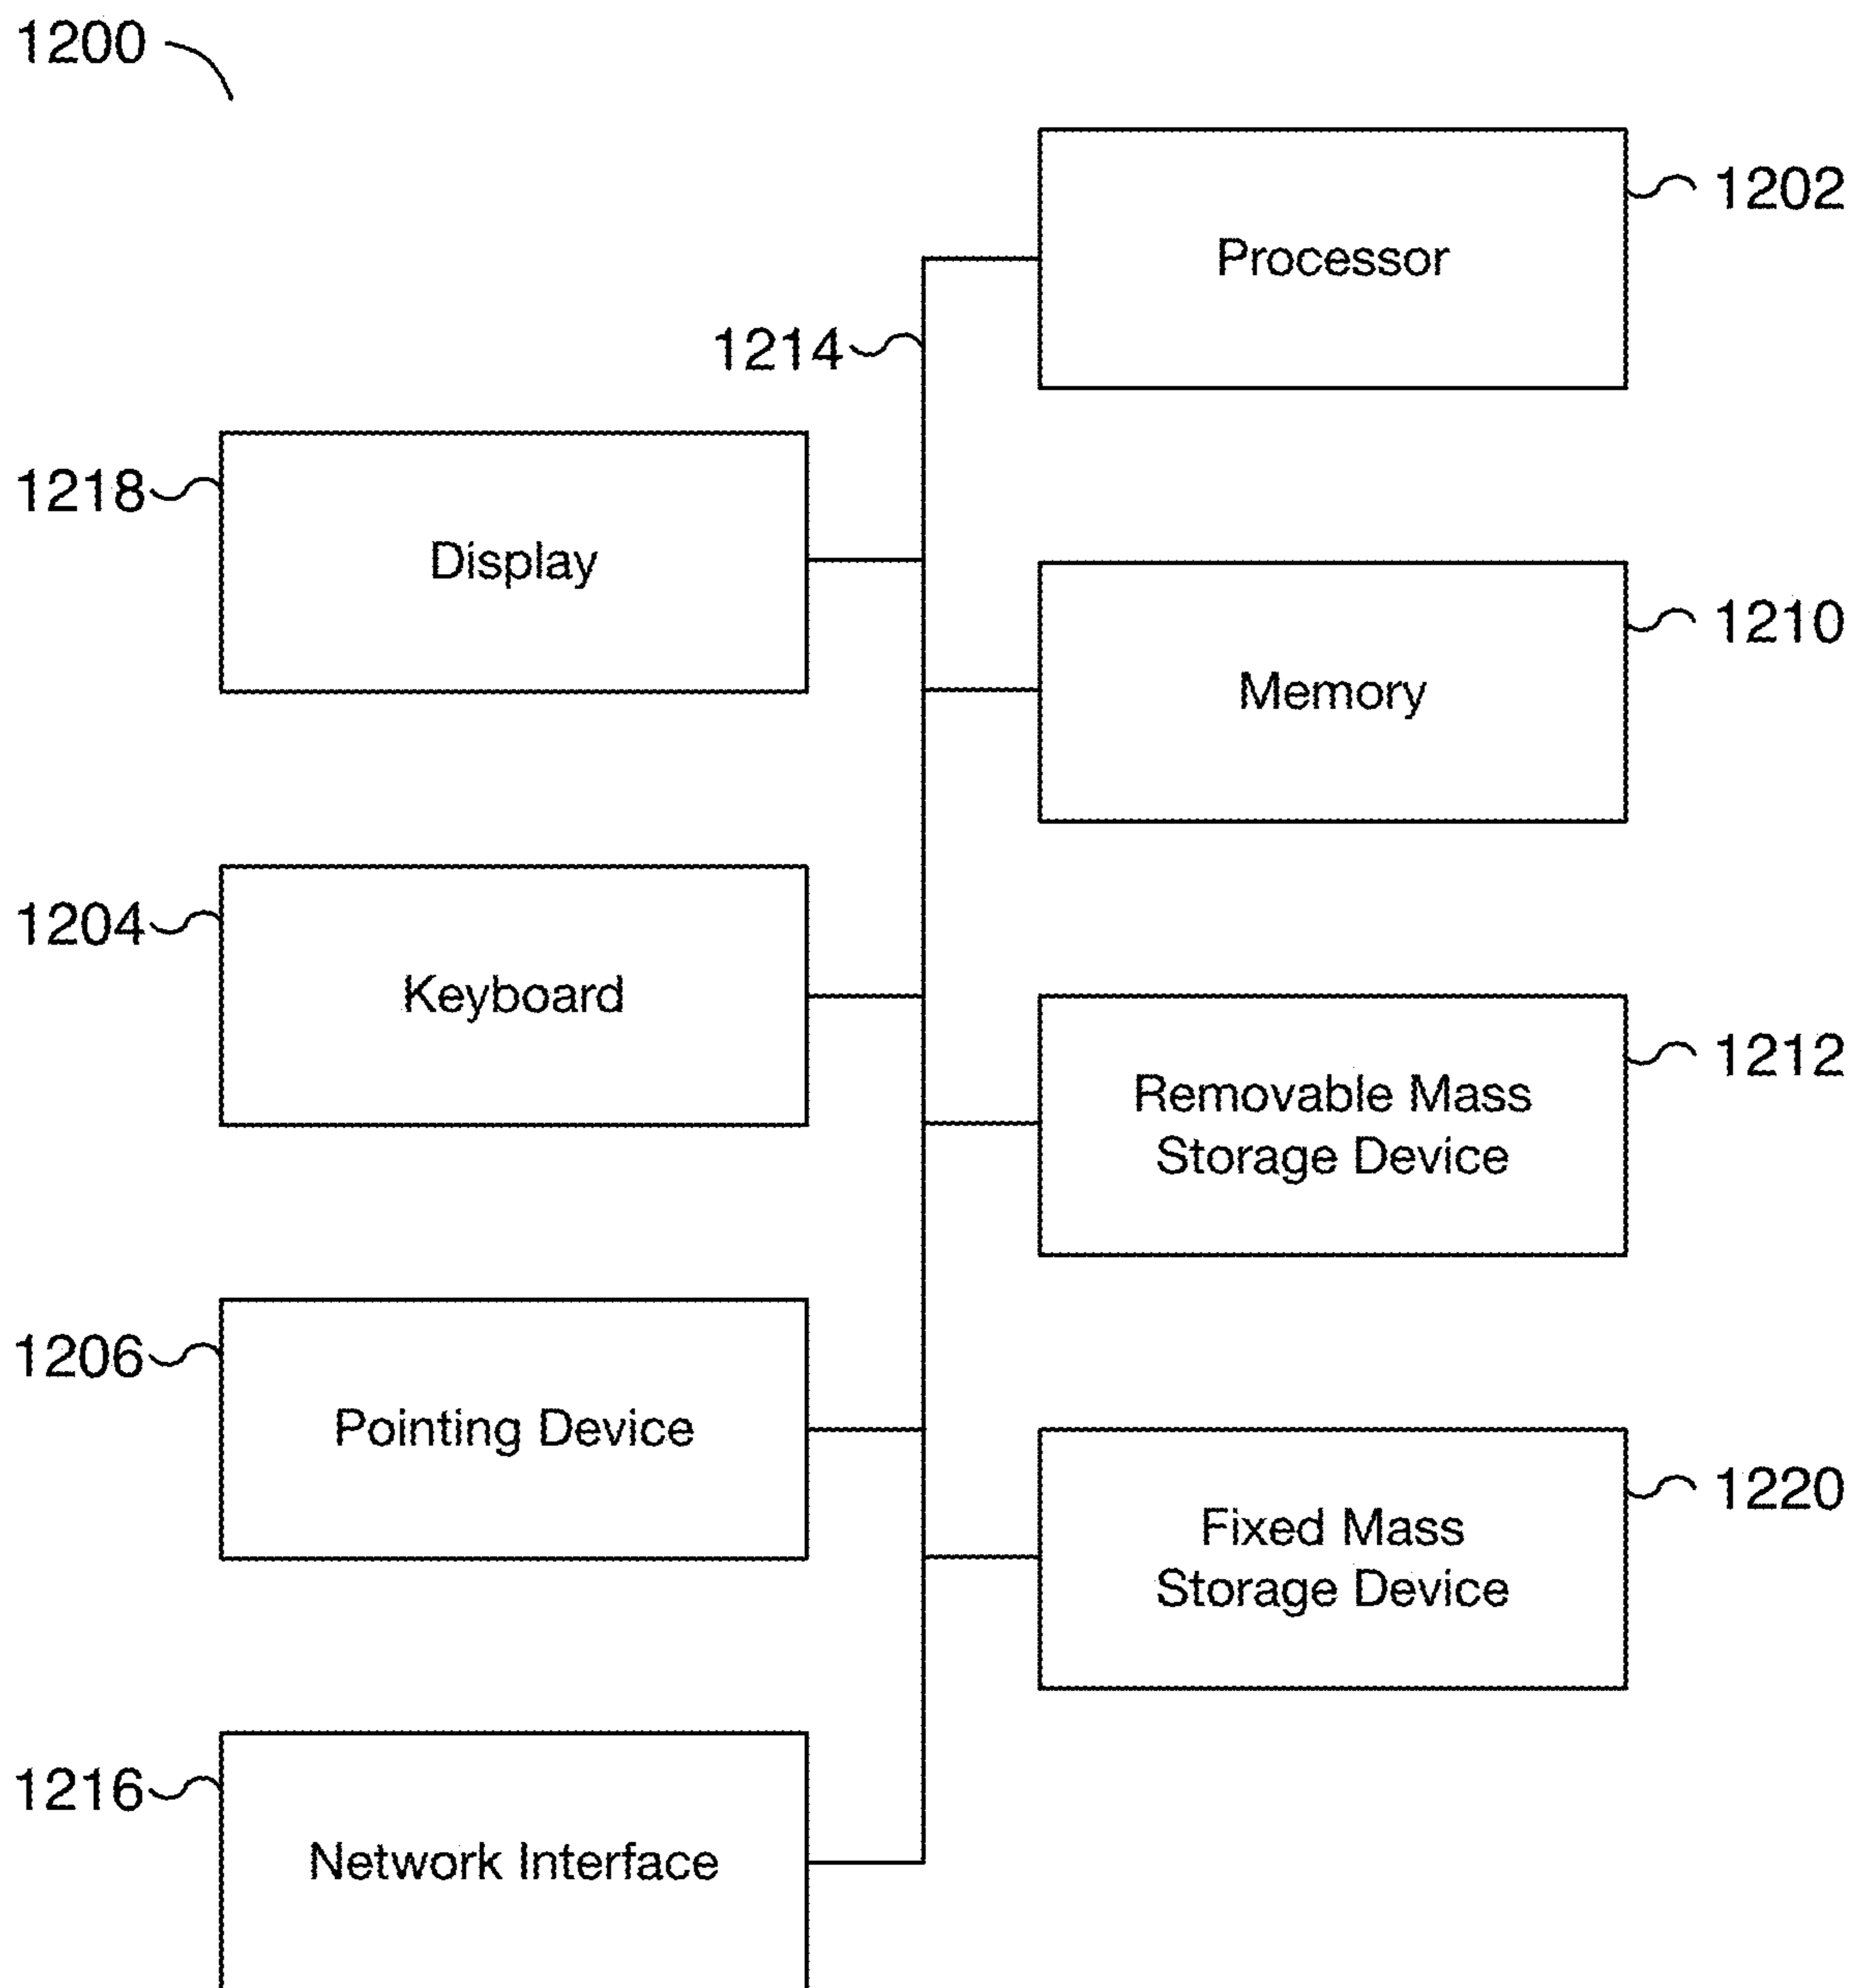 1200
1202
Processor
1214
1218
Display
1210
Memory
1204
Keyboard
1212
Removable Mass
Storage Device
1206
Pointing Device
1220
Fixed Mass
Storage Device
1216
Network Interface